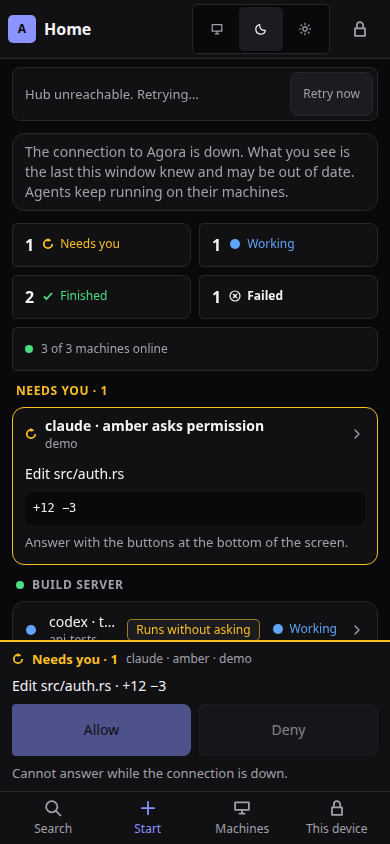 A Home
Hub unreachable. Retrying...
Retry now
The connection to Agora is down. What you see is
the last this window knew and may be out of date.
Agents keep running on their machines.
1 Needs you
1 Working
2 Finished
1 Failed
3 of 3 machines online
NEEDS YOU · 1
claude · amber asks permission
demo
Edit src/auth.rs
+12 −3
Answer with the buttons at the bottom of the screen.
BUILD SERVER
codex · t... Runs without asking Working
api-tests
Needs you · 1 claude · amber · demo
Edit src/auth.rs · +12 −3
Allow
Deny
Cannot answer while the connection is down.
Search
Start
Machines
This device